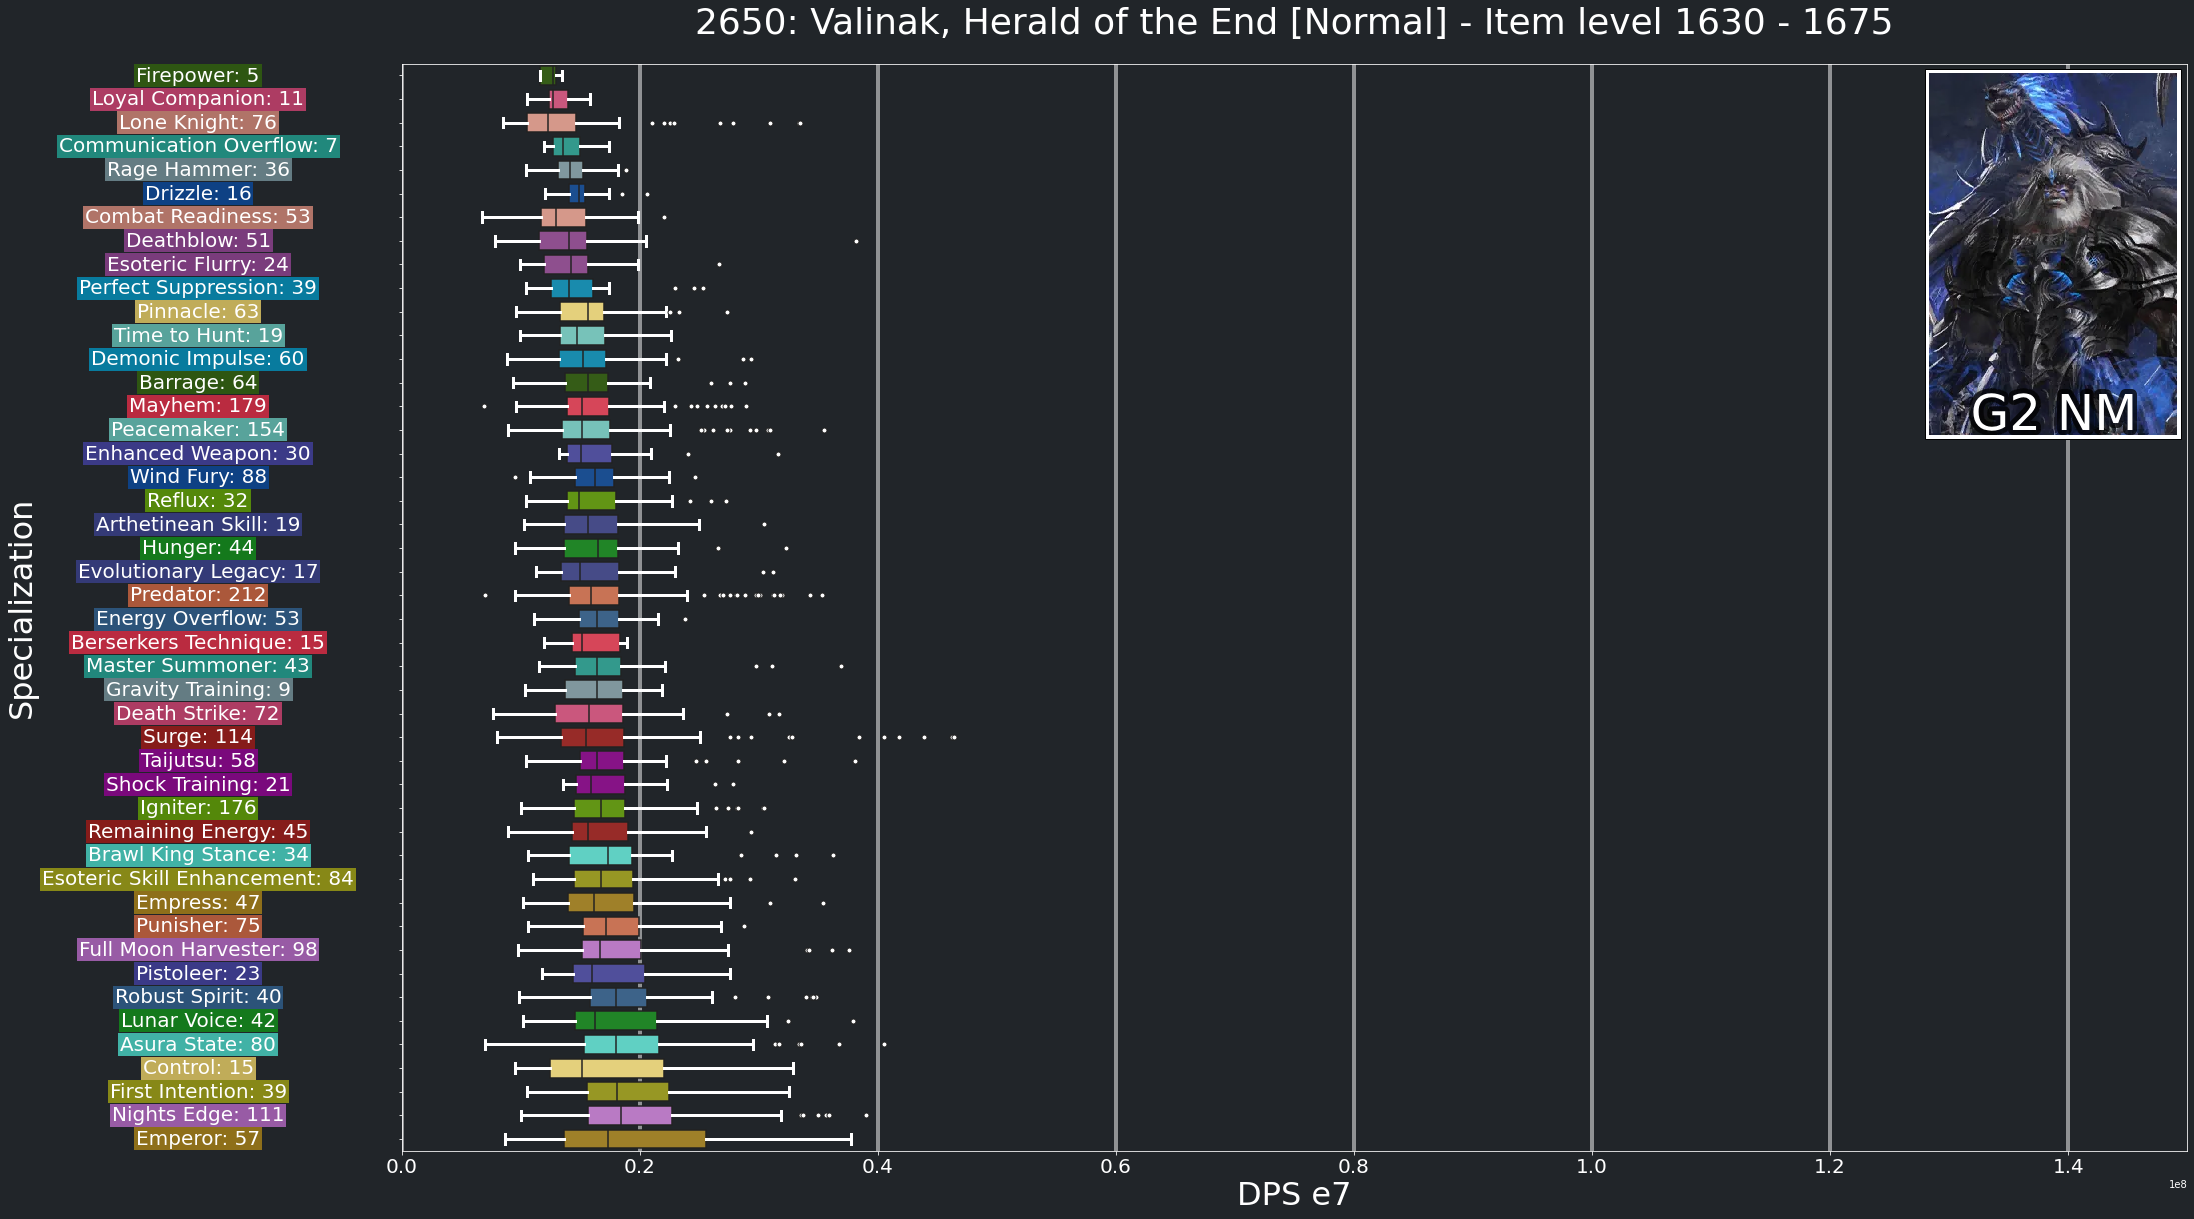 2650: Valinak, Herald of the End [Normal] - Item level 1630 - 1675
Firepower: 5
Loyal Companion: 11
Lone Knight: 76
Communication Overflow: 7
Rage Hammer: 36
Drizzle: 16
Combat Readiness: 53
Deathblow: 51
Esoteric Flurry: 24
Perfect Suppression: 39
Pinnacle: 63
Time to Hunt: 19
Demonic Impulse: 60
Barrage: 64
Mayhem: 179
Peacemaker: 154
Enhanced Weapon: 30
Wind Fury: 88
Reflux: 32
Arthetinean Skill: 19
Hunger: 44
Evolutionary Legacy: 17
Predator: 212
Energy Overflow: 53
Berserkers Technique: 15
Master Summoner: 43
Gravity Training: 9
Death Strike: 72
Surge: 114
Taijutsu: 58
Shock Training: 21
Igniter: 176
Remaining Energy: 45
Brawl King Stance: 34
Esoteric Skill Enhancement: 84
Empress: 47
Punisher: 75
Full Moon Harvester: 98
Pistoleer: 23
Robust Spirit: 40
Lunar Voice: 42
Asura State: 80
Control: 15
First Intention: 39
Nights Edge: 111
Emperor: 57
Specialization
G2 NM
0.0 0.2 0.4 0.6 0.8 1.0 1.2 1.4
1e8
DPS e7